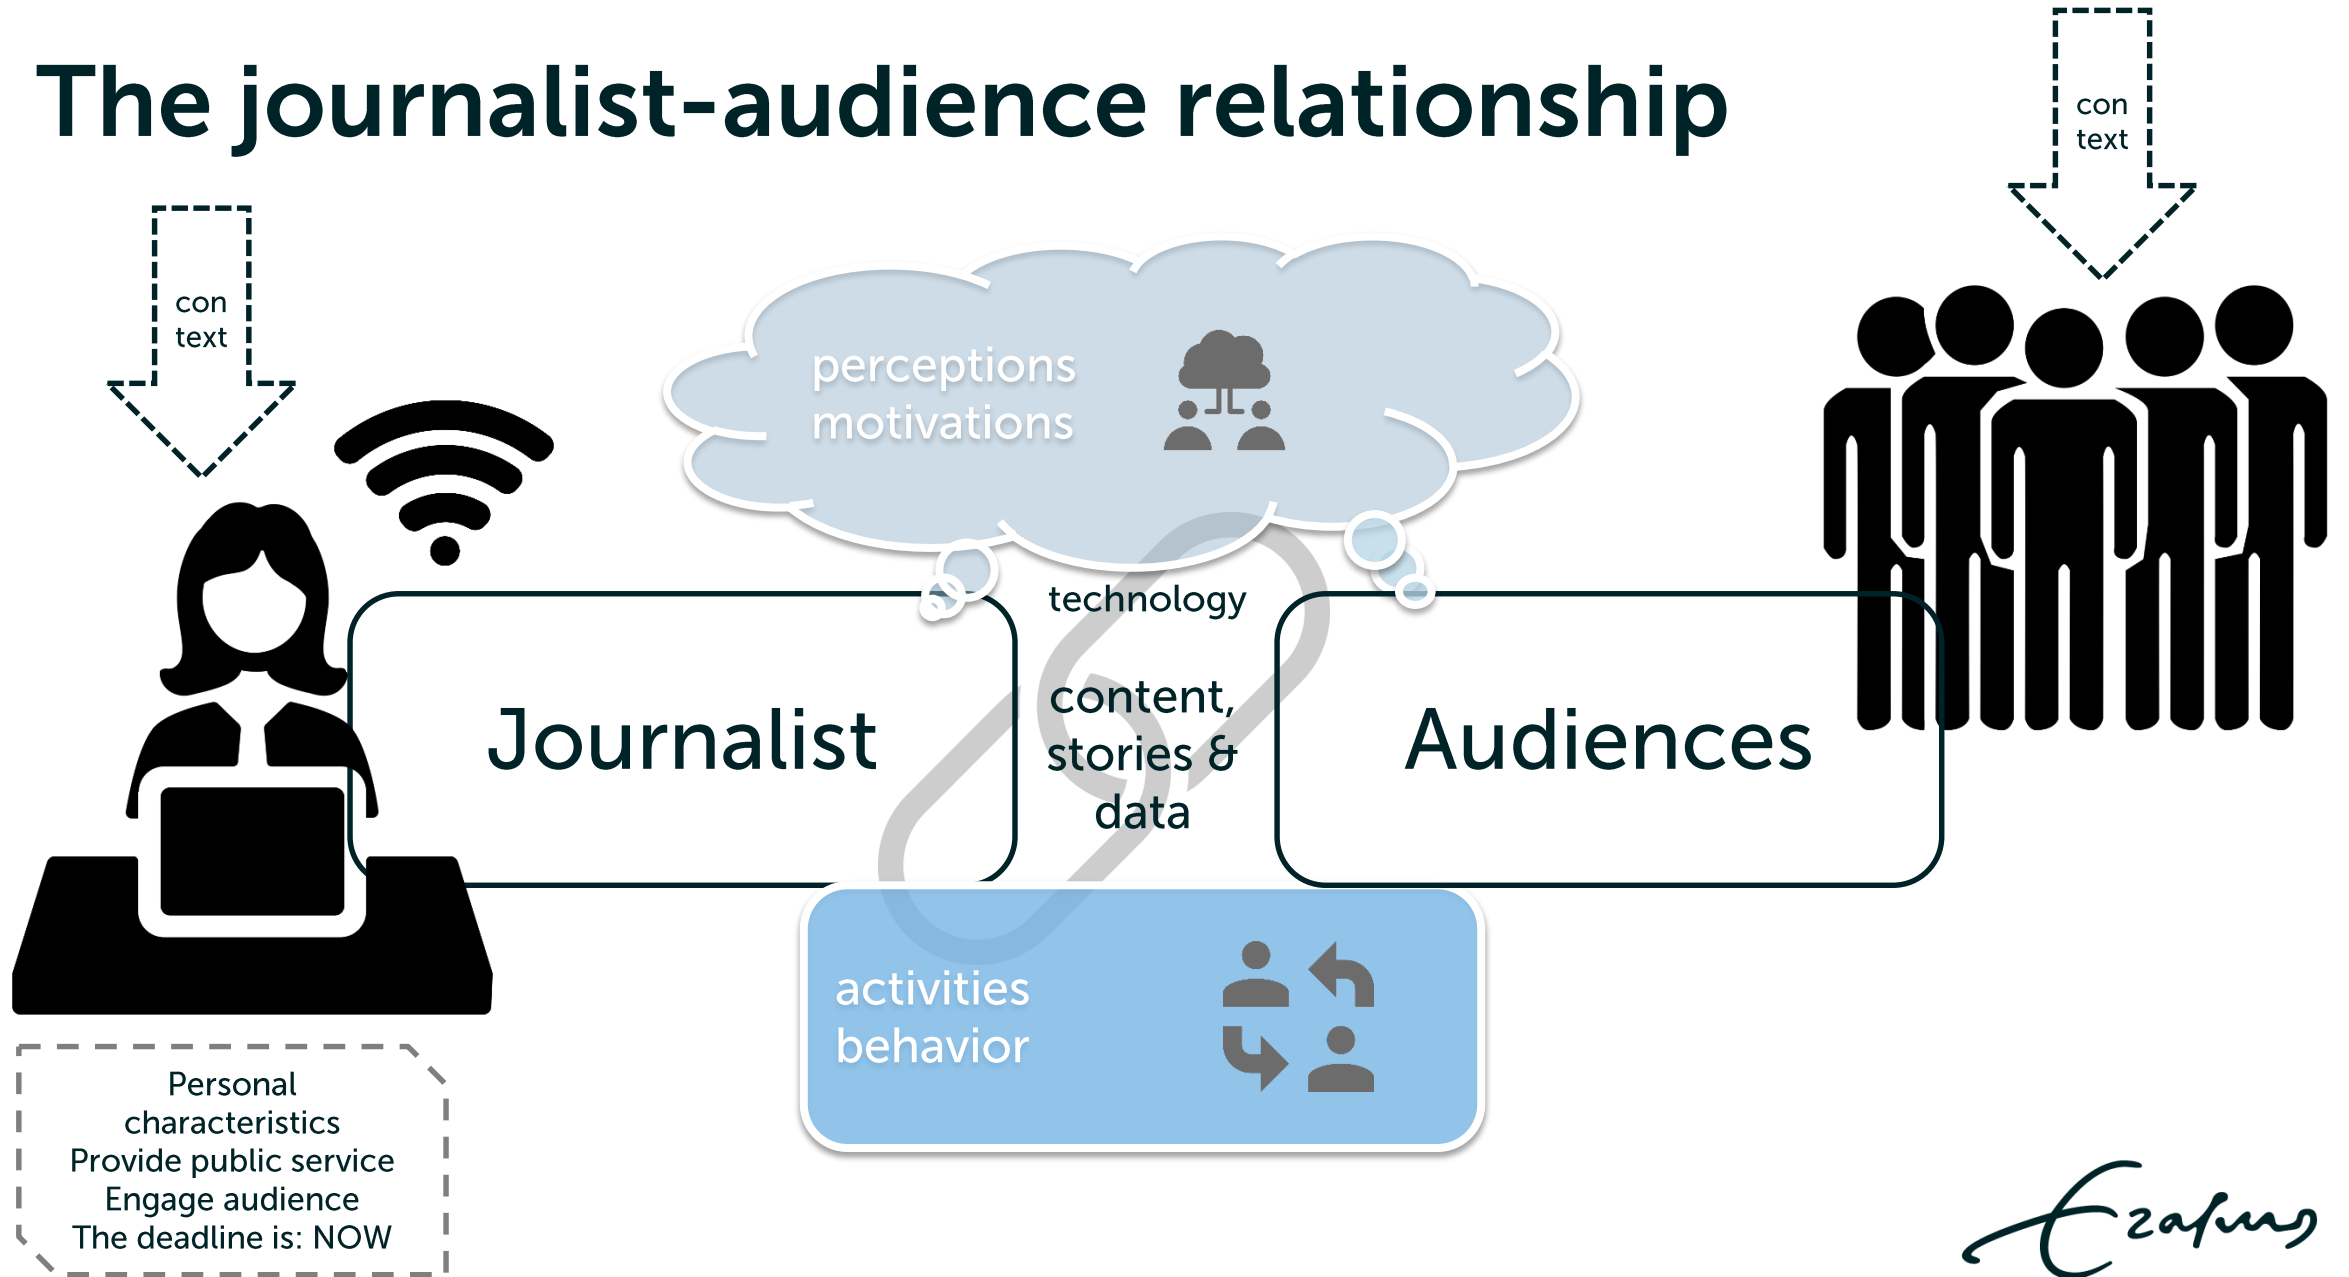 The journalist-audience relationship
con
text
con
text
perceptions
motivations
technology
Journalist
content,
stories &
data
Audiences
activities
behavior
Personal
characteristics
Provide public service
Engage audience
The deadline is: NOW
Erasmus